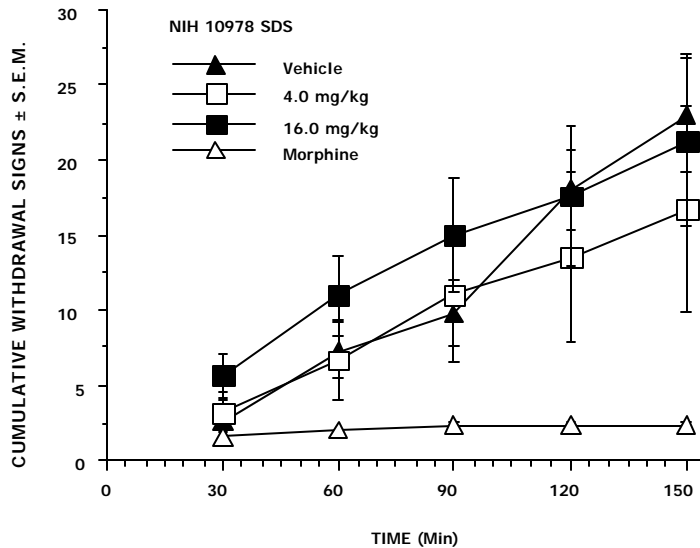 NIH 10978 SDS
Vehicle
4.0 mg/kg
16.0 mg/kg
Morphine
CUMULATIVE WITHDRAWAL SIGNS ± S.E.M.
30
25
20
15
10
5
0
0 30 60 90 120 150
TIME (Min)